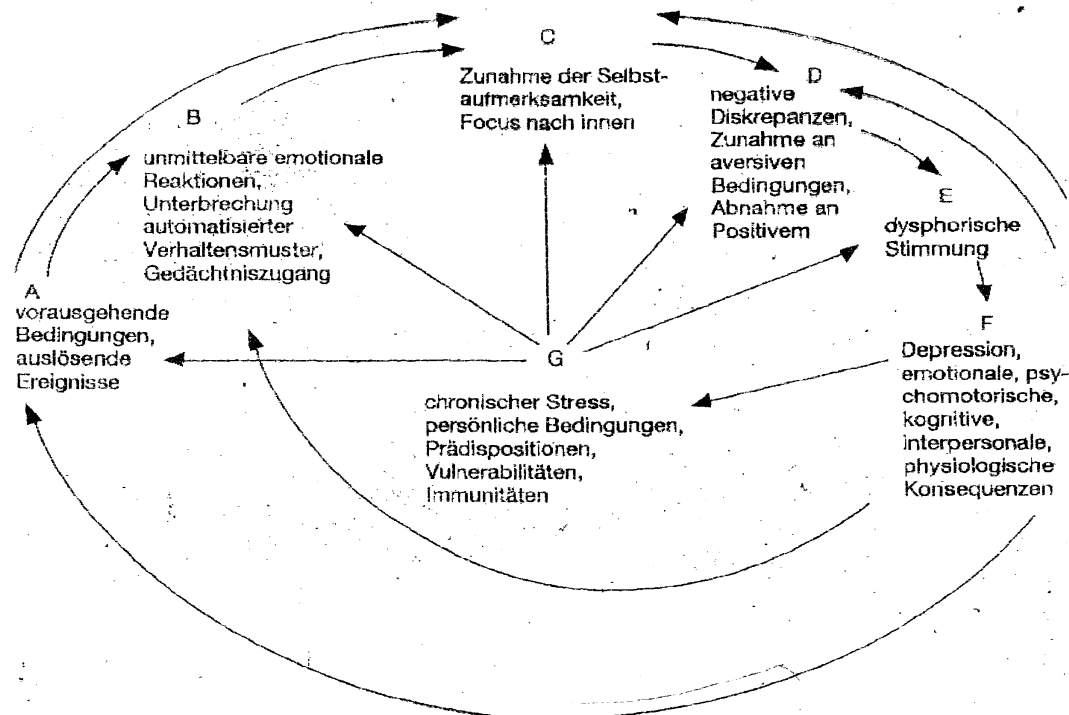 C
Zunahme der Selbst-
aufmerksamkeit,
Focus nach innen
D
negative
Diskrepanzen,
Zunahme an
aversiven
Bedingungen,
Abnahme an
Positivem
B
unmittelbare emotionale
Reaktionen,
Unterbrechung
automatisierter
Verhaltensmuster,
Gedächtniszugang
E
dysphorische
Stimmung
A
vorausgehende
Bedingungen,
auslösende
Ereignisse
G
chronischer Stress,
persönliche Bedingungen,
Prädispositionen,
Vulnerabilitäten,
Immunitäten
F
Depression,
emotionale, psy-
chomotorische,
kognitive,
interpersonale,
physiologische
Konsequenzen